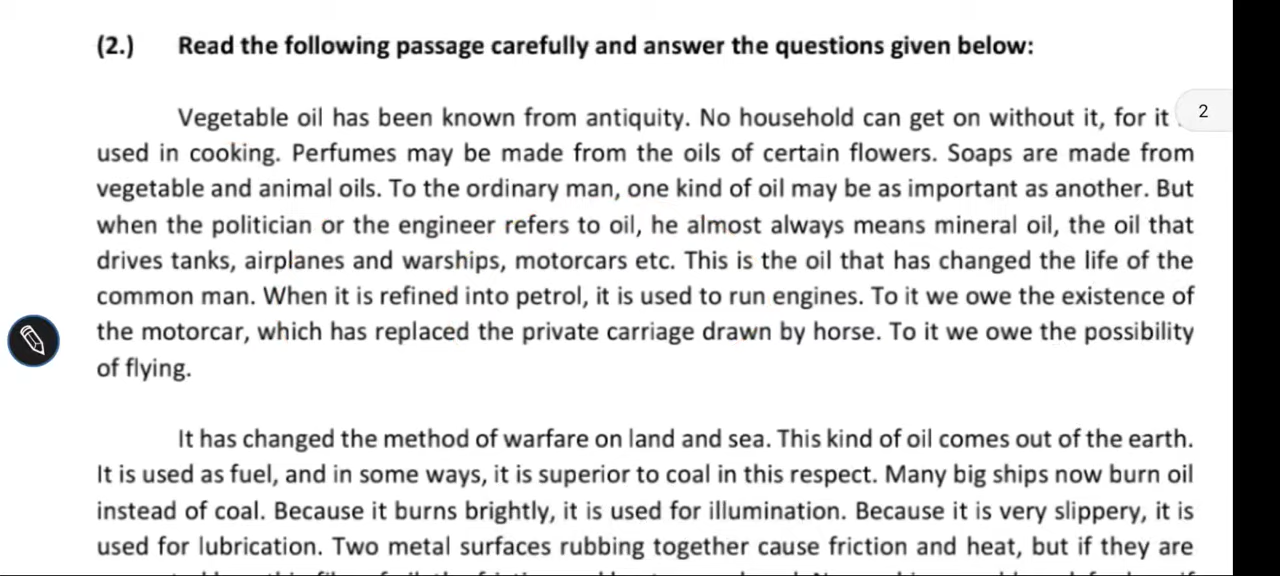 (2.) Read the following passage carefully and answer the questions given below:
Vegetable oil has been known from antiquity. No household can get on without it, for it
2
used in cooking. Perfumes may be made from the oils of certain flowers. Soaps are made from
vegetable and animal oils. To the ordinary man, one kind of oil may be as important as another. But
when the politician or the engineer refers to oil, he almost always means mineral oil, the oil that
drives tanks, airplanes and warships, motorcars etc. This is the oil that has changed the life of the
common man. When it is refined into petrol, it is used to run engines. To it we owe the existence of
the motorcar, which has replaced the private carriage drawn by horse. To it we owe the possibility
of flying.
It has changed the method of warfare on land and sea. This kind of oil comes out of the earth.
It is used as fuel, and in some ways, it is superior to coal in this respect. Many big ships now burn oil
instead of coal. Because it burns brightly, it is used for illumination. Because it is very slippery, it is
used for lubrication. Two metal surfaces rubbing together cause friction and heat, but if they are